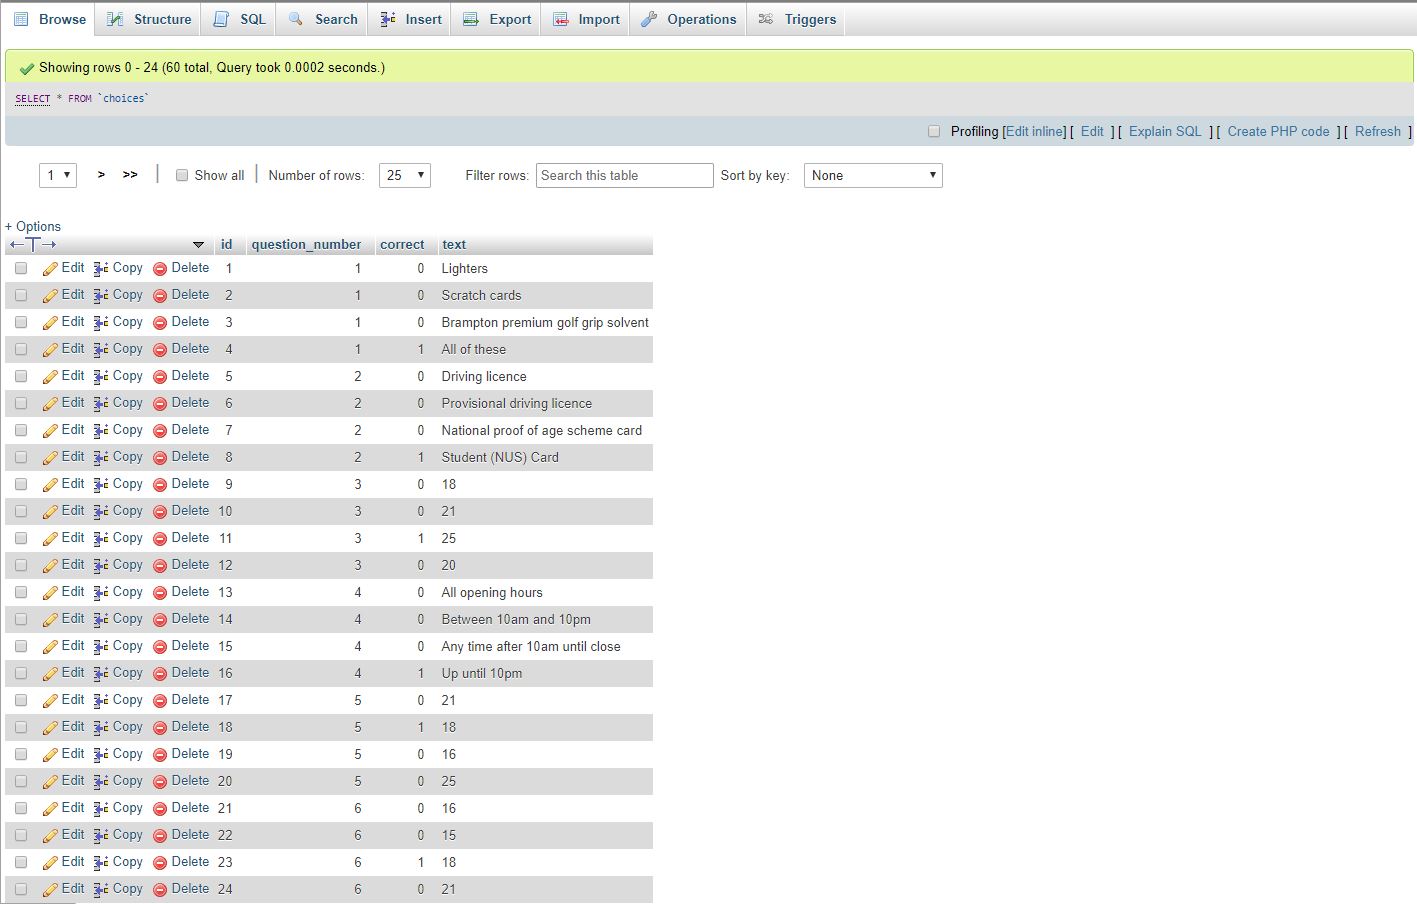 Browse Structure SQL Search Insert Export Import Operations Triggers
Showing rows 0 - 24 (60 total, Query took 0.0002 seconds.)
SELECT * FROM `choices`
Profiling [Edit inline] [ Edit ] [ Explain SQL ] [ Create PHP code ] [ Refresh ]
1 > >> Show all Number of rows: 25 Filter rows: Search this table Sort by key: None
+ Options
id question_number correct text
Edit Copy Delete 1 1 0 Lighters
Edit Copy Delete 2 1 0 Scratch cards
Edit Copy Delete 3 1 0 Brampton premium golf grip solvent
Edit Copy Delete 4 1 1 All of these
Edit Copy Delete 5 2 0 Driving licence
Edit Copy Delete 6 2 0 Provisional driving licence
Edit Copy Delete 7 2 0 National proof of age scheme card
Edit Copy Delete 8 2 1 Student (NUS) Card
Edit Copy Delete 9 3 0 18
Edit Copy Delete 10 3 0 21
Edit Copy Delete 11 3 1 25
Edit Copy Delete 12 3 0 20
Edit Copy Delete 13 4 0 All opening hours
Edit Copy Delete 14 4 0 Between 10am and 10pm
Edit Copy Delete 15 4 0 Any time after 10am until close
Edit Copy Delete 16 4 1 Up until 10pm
Edit Copy Delete 17 5 0 21
Edit Copy Delete 18 5 1 18
Edit Copy Delete 19 5 0 16
Edit Copy Delete 20 5 0 25
Edit Copy Delete 21 6 0 16
Edit Copy Delete 22 6 0 15
Edit Copy Delete 23 6 1 18
Edit Copy Delete 24 6 0 21